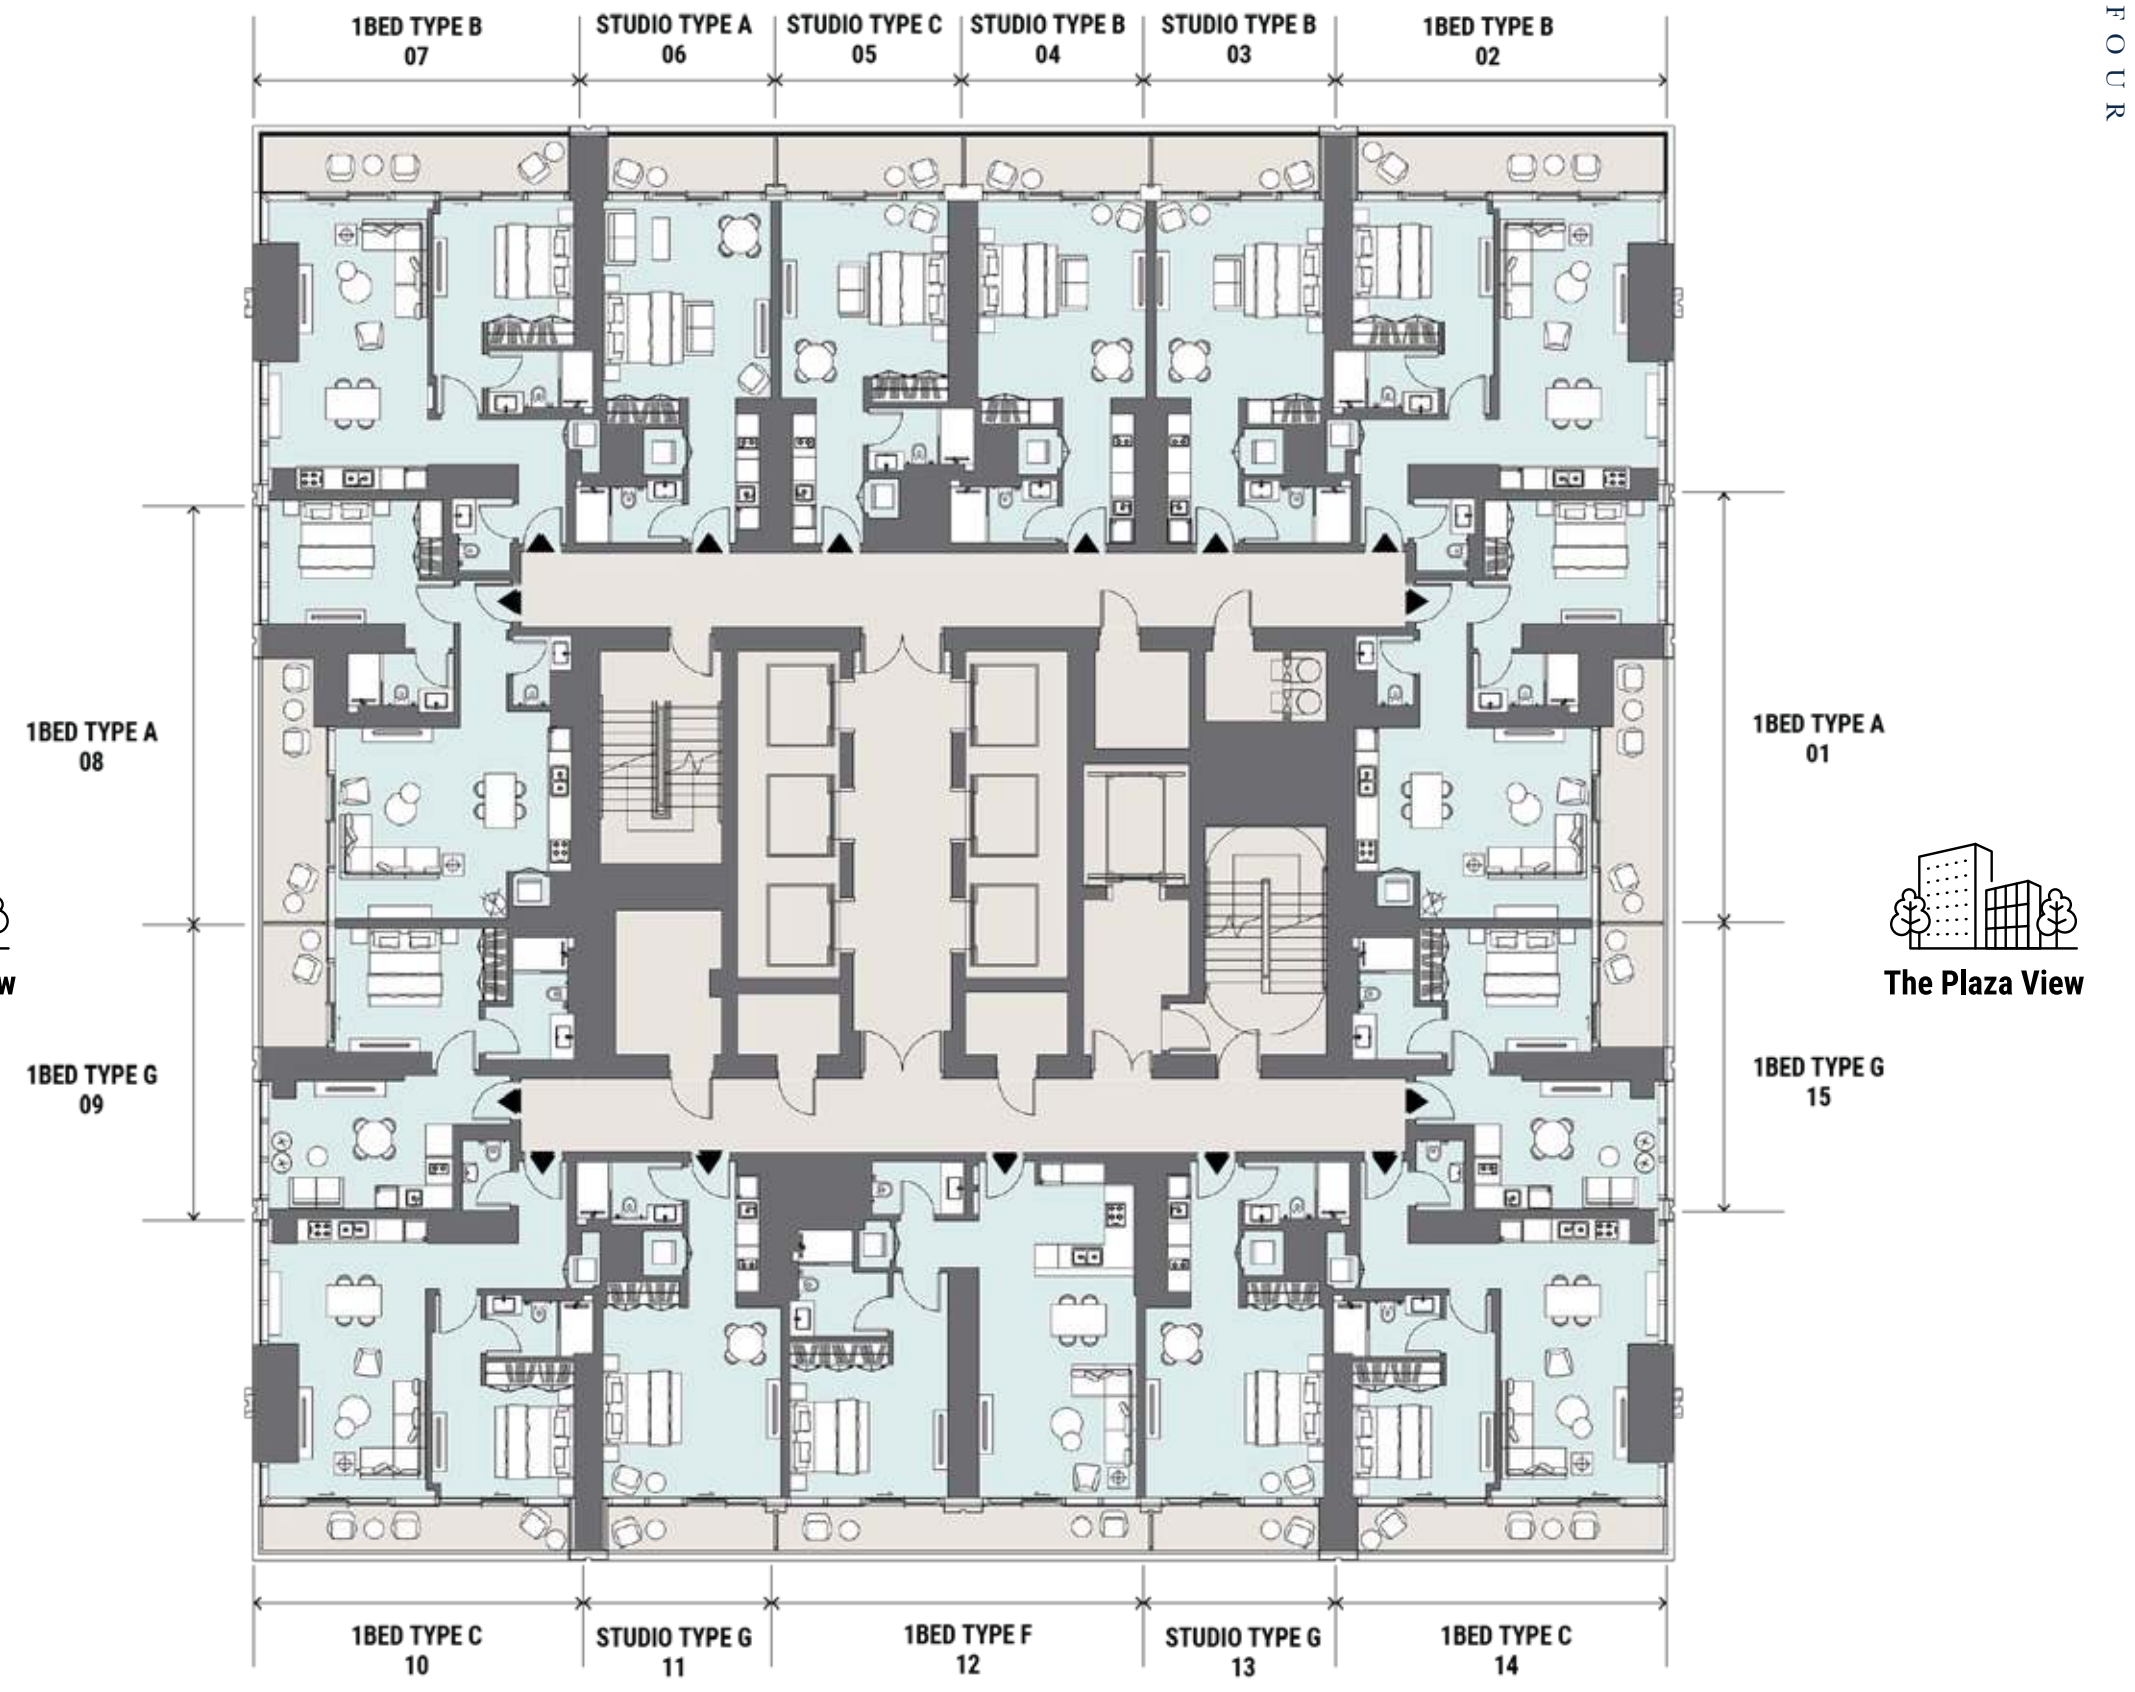 1BED TYPE B
07
STUDIO TYPE A
06
STUDIO TYPE C
05
STUDIO TYPE B
04
STUDIO TYPE B
03
1BED TYPE B
02
FOUR
1BED TYPE A
08
1BED TYPE A
01
The Plaza View
1BED TYPE G
09
1BED TYPE G
15
1BED TYPE C
10
STUDIO TYPE G
11
1BED TYPE F
12
STUDIO TYPE G
13
1BED TYPE C
14